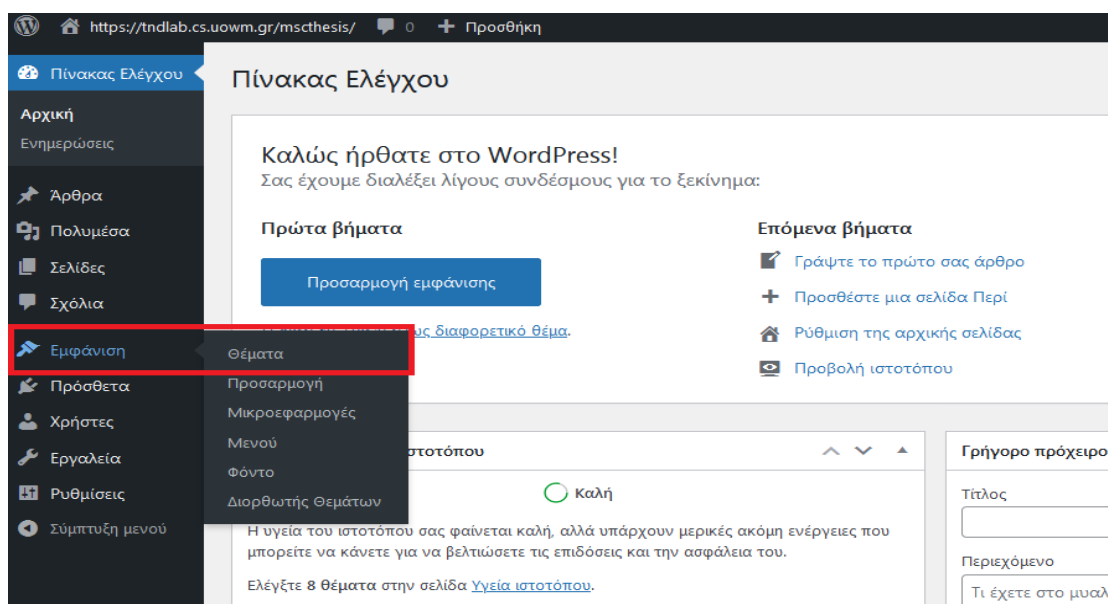 https://tndlab.cs.uowm.gr/mscthesis/ 0 Προσθήκη
Πίνακας Ελέγχου
Αρχική
Ενημερώσεις
Άρθρα
Πολυμέσα
Σελίδες
Σχόλια
Εμφάνιση
Πρόσθετα
Χρήστες
Εργαλεία
Ρυθμίσεις
Σύμπτυξη μενού
Θέματα
Προσαρμογή
Μικροεφαρμογές
Μενού
Φόντο
Διορθωτής Θεμάτων
Πίνακας Ελέγχου
Καλώς ήρθατε στο WordPress!
Σας έχουμε διαλέξει λίγους συνδέσμους για το ξεκίνημα:
Πρώτα βήματα
Προσαρμογή εμφάνισης
διαφορετικό θέμα.
Επόμενα βήματα
Γράψτε το πρώτο σας άρθρο
Προσθέστε μια σελίδα Περί
Ρύθμιση της αρχικής σελίδας
Προβολή ιστοτόπου
στοτόπου
Καλή
Η υγεία του ιστοτόπου σας φαίνεται καλή, αλλά υπάρχουν μερικές ακόμη ενέργειες που
μπορείτε να κάνετε για να βελτιώσετε τις επιδόσεις και την ασφάλεια του.
Ελέγξτε 8 θέματα στην σελίδα Υγεία ιστοτόπου.
Γρήγορο πρόχειρο
Τίτλος
Περιεχόμενο
Τι έχετε στο μυαλ